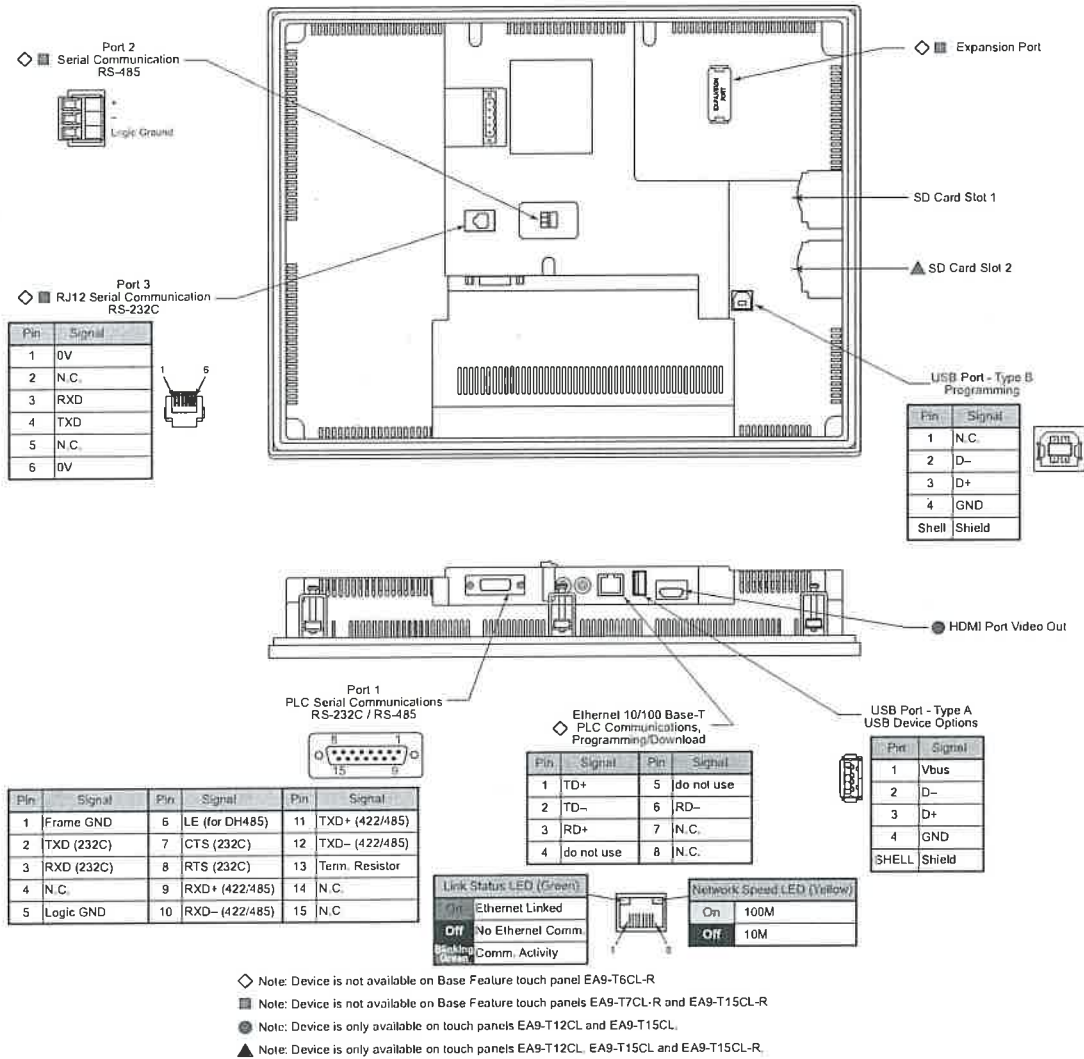 Port 2
Serial Communication
RS-485
+
–
Logic Ground
Expansion Port
EXPANSION
PORT
SD Card Slot 1
SD Card Slot 2
Port 3
RJ12 Serial Communication
RS-232C
Pin Signal
1 0V
2 N.C.
3 RXD
4 TXD
5 N.C.
6 0V
1 6
USB Port - Type B
Programming
Pin Signal
1 N.C.
2 D–
3 D+
4 GND
Shell Shield
HDMI Port Video Out
Port 1
PLC Serial Communications
RS-232C / RS-485
8 1
15 9
Pin Signal Pin Signal Pin Signal
1 Frame GND 6 LE (for DH485) 11 TXD+ (422/485)
2 TXD (232C) 7 CTS (232C) 12 TXD– (422/485)
3 RXD (232C) 8 RTS (232C) 13 Term. Resistor
4 N.C. 9 RXD+ (422/485) 14 N.C.
5 Logic GND 10 RXD– (422/485) 15 N.C
Ethernet 10/100 Base-T
PLC Communications,
Programming/Download
Pin Signal Pin Signal
1 TD+ 5 do not use
2 TD– 6 RD–
3 RD+ 7 N.C.
4 do not use 8 N.C.
USB Port - Type A
USB Device Options
Pin Signal
1 Vbus
2 D–
3 D+
4 GND
SHELL Shield
Link Status LED (Green)
On Ethernet Linked
Off No Ethernet Comm.
Blinking Green Comm. Activity
1 8
Network Speed LED (Yellow)
On 100M
Off 10M
Note: Device is not available on Base Feature touch panel EA9-T6CL-R
Note: Device is not available on Base Feature touch panels EA9-T7CL-R and EA9-T15CL-R
Note: Device is only available on touch panels EA9-T12CL and EA9-T15CL.
Note: Device is only available on touch panels EA9-T12CL, EA9-T15CL and EA9-T15CL-R.